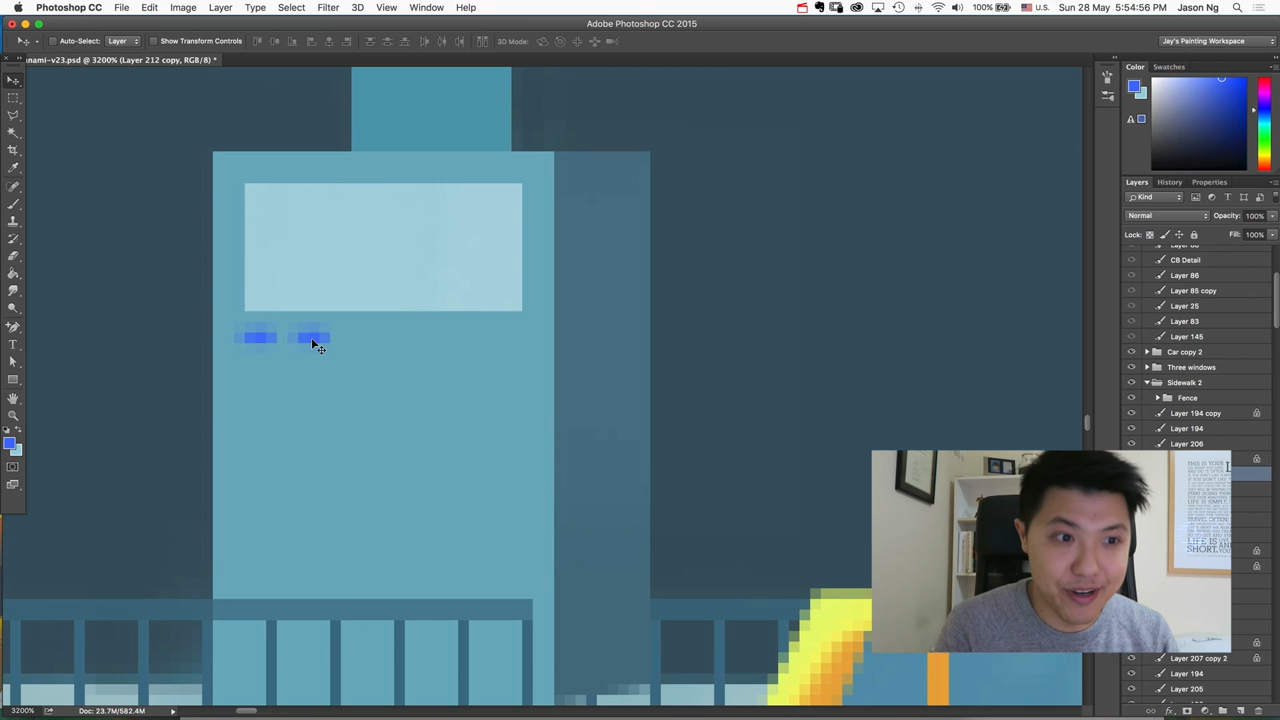 Photoshop CC File Edit Image Layer Type Select Filter 3D View Window Help 100% U.S. Sun 28 May 5:54:56 PM Jason Ng
Adobe Photoshop CC 2015
Auto-Select: Layer Show Transform Controls 3D Mode: Jay's Painting Workspace
nami-v23.psd @ 3200% (Layer 212 copy, RGB/8) *
Color Swatches
Layers History Properties
Kind
Normal Opacity: 100%
Lock: Fill: 100%
CB Detail
Layer 86
Layer 85 copy
Layer 25
Layer 83
Layer 145
Car copy 2
Three windows
Sidewalk 2
Fence
Layer 194 copy
Layer 194
Layer 206
THIS IS YOUR
LIFE IS
SHORT.
Layer 207 copy 2
Layer 194
Layer 205
3200% Doc: 23.7M/582.4M